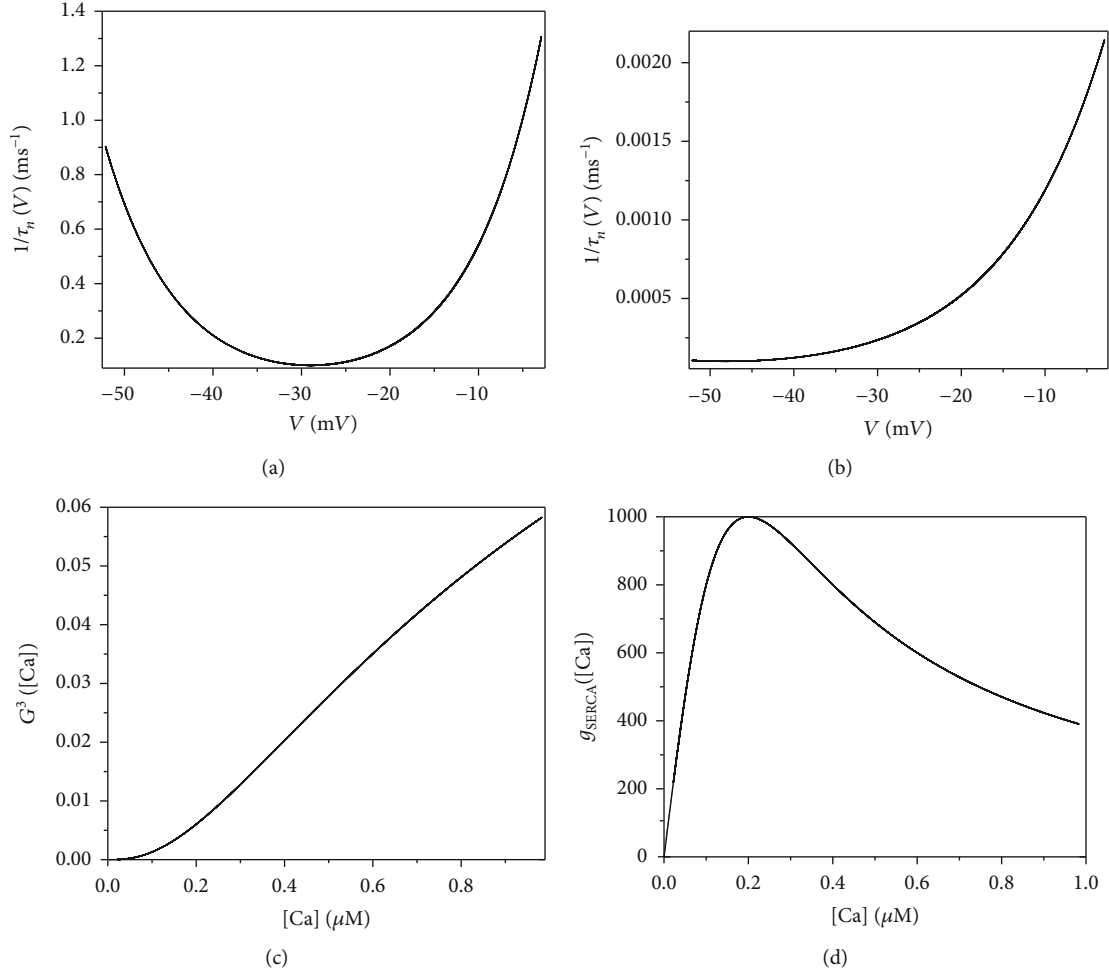 1.4
1.2
1.0
0.8
0.6
0.4
0.2
1/τₙ (V) (ms⁻¹)
−50 −40 −30 −20 −10
V (mV)
(a)
0.0020
0.0015
0.0010
0.0005
1/τₙ (V) (ms⁻¹)
−50 −40 −30 −20 −10
V (mV)
(b)
0.06
0.05
0.04
0.03
0.02
0.01
0.00
G³ ([Ca])
0.0 0.2 0.4 0.6 0.8
[Ca] (μM)
(c)
1000
800
600
400
200
0
g_SERCA([Ca])
0.0 0.2 0.4 0.6 0.8 1.0
[Ca] (μM)
(d)